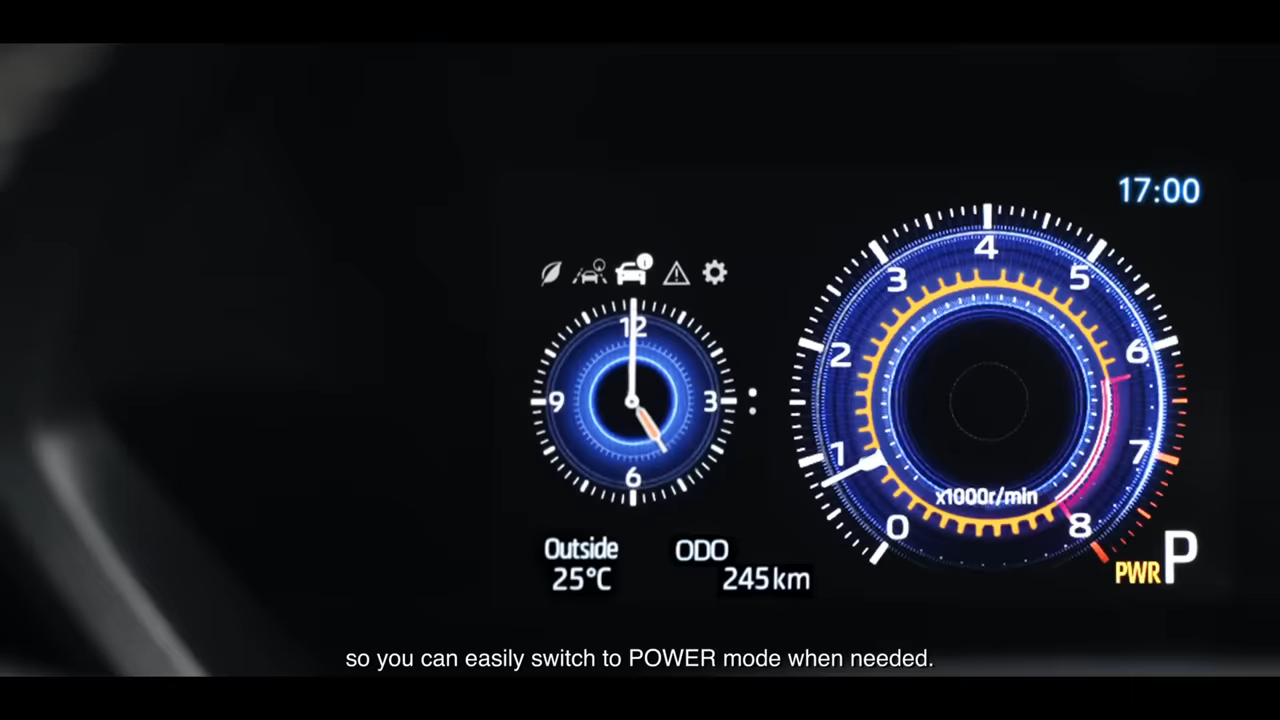 17:00
12
3
6
9
:
0
1
2
3
4
5
6
7
8
x1000r/min
Outside
25°C
ODO
245km
PWR P
so you can easily switch to POWER mode when needed.